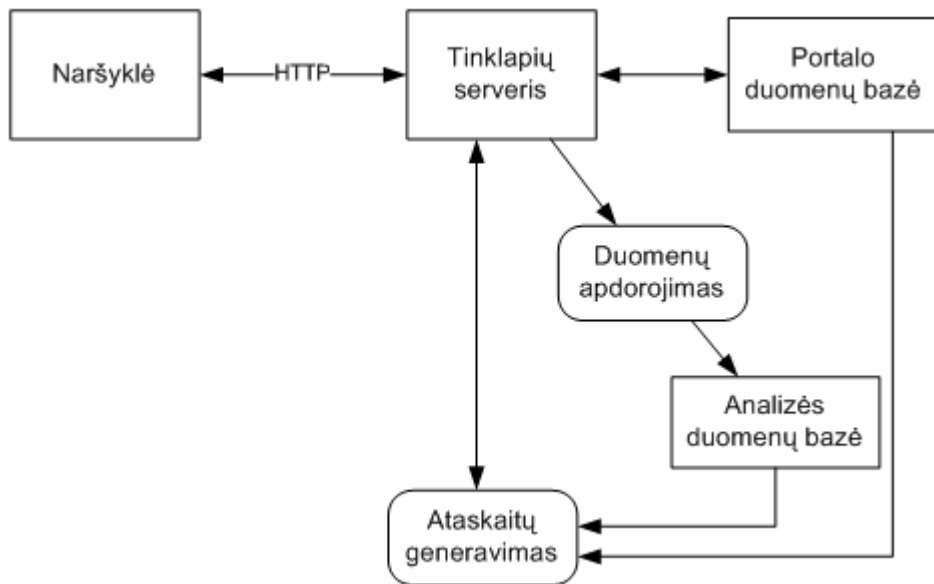 Naršyklė
HTTP
Tinklapių
serveris
Portalo
duomenų bazė
Duomenų
apdorojimas
Analizės
duomenų bazė
Ataskaitų
generavimas